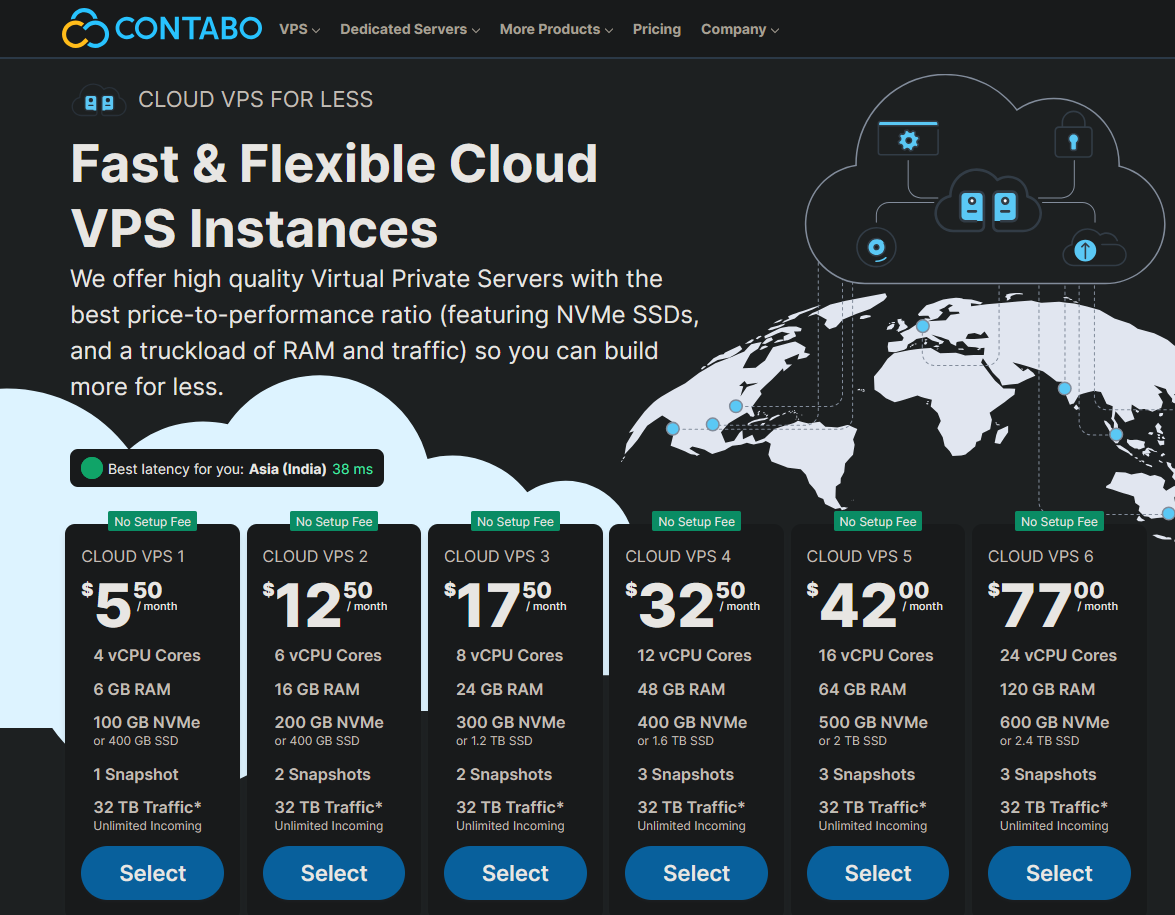 CONTABO
VPS
Dedicated Servers
More Products
Pricing
Company
CLOUD VPS FOR LESS
Fast & Flexible Cloud
VPS Instances
We offer high quality Virtual Private Servers with the
best price-to-performance ratio (featuring NVMe SSDs,
and a truckload of RAM and traffic) so you can build
more for less.
Best latency for you: Asia (India) 38 ms
No Setup Fee
CLOUD VPS 1
$5 50 / month
4 vCPU Cores
6 GB RAM
100 GB NVMe
or 400 GB SSD
1 Snapshot
32 TB Traffic*
Unlimited Incoming
Select
No Setup Fee
CLOUD VPS 2
$12 50 / month
6 vCPU Cores
16 GB RAM
200 GB NVMe
or 400 GB SSD
2 Snapshots
32 TB Traffic*
Unlimited Incoming
Select
No Setup Fee
CLOUD VPS 3
$17 50 / month
8 vCPU Cores
24 GB RAM
300 GB NVMe
or 1.2 TB SSD
2 Snapshots
32 TB Traffic*
Unlimited Incoming
Select
No Setup Fee
CLOUD VPS 4
$32 50 / month
12 vCPU Cores
48 GB RAM
400 GB NVMe
or 1.6 TB SSD
3 Snapshots
32 TB Traffic*
Unlimited Incoming
Select
No Setup Fee
CLOUD VPS 5
$42 00 / month
16 vCPU Cores
64 GB RAM
500 GB NVMe
or 2 TB SSD
3 Snapshots
32 TB Traffic*
Unlimited Incoming
Select
No Setup Fee
CLOUD VPS 6
$77 00 / month
24 vCPU Cores
120 GB RAM
600 GB NVMe
or 2.4 TB SSD
3 Snapshots
32 TB Traffic*
Unlimited Incoming
Select